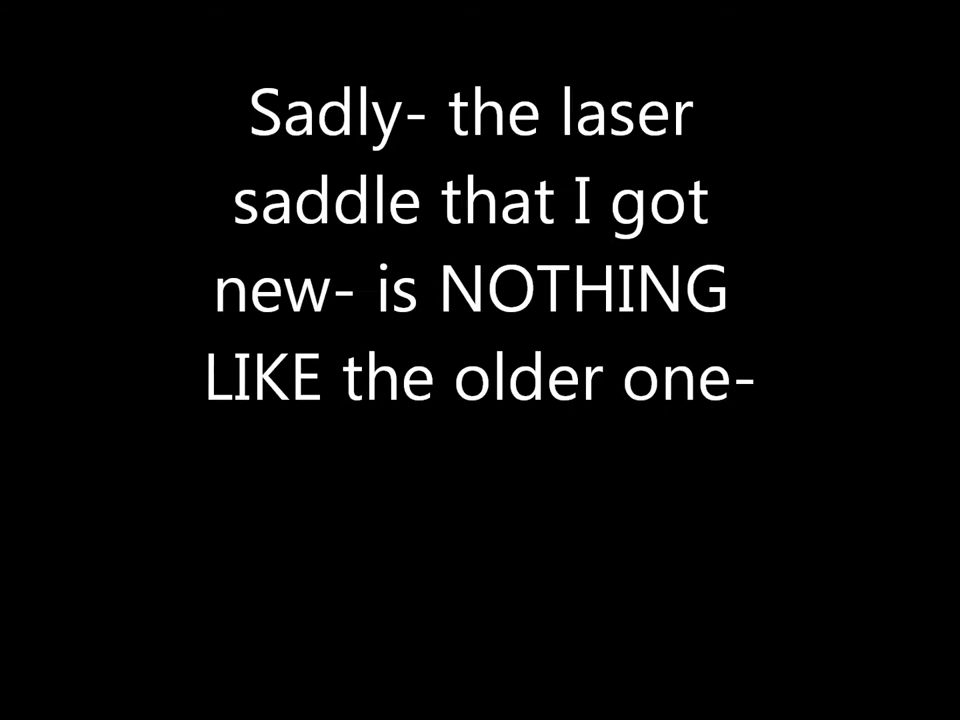 Sadly- the laser
saddle that I got
new- is NOTHING
LIKE the older one-